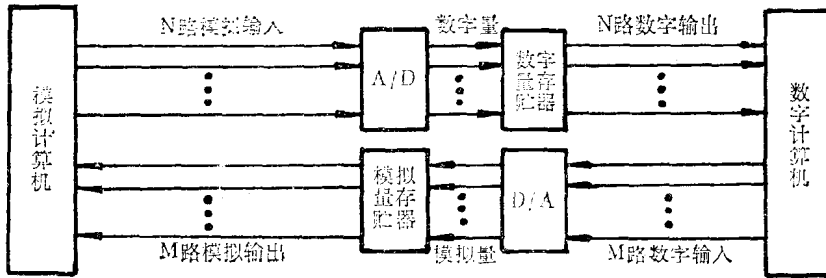 N路模拟输入
数字量
N路数字输出
模拟计算机
A/D
数字
量存
贮器
数字计算机
模拟
量存
贮器
D/A
M路模拟输出
模拟量
M路数字输入